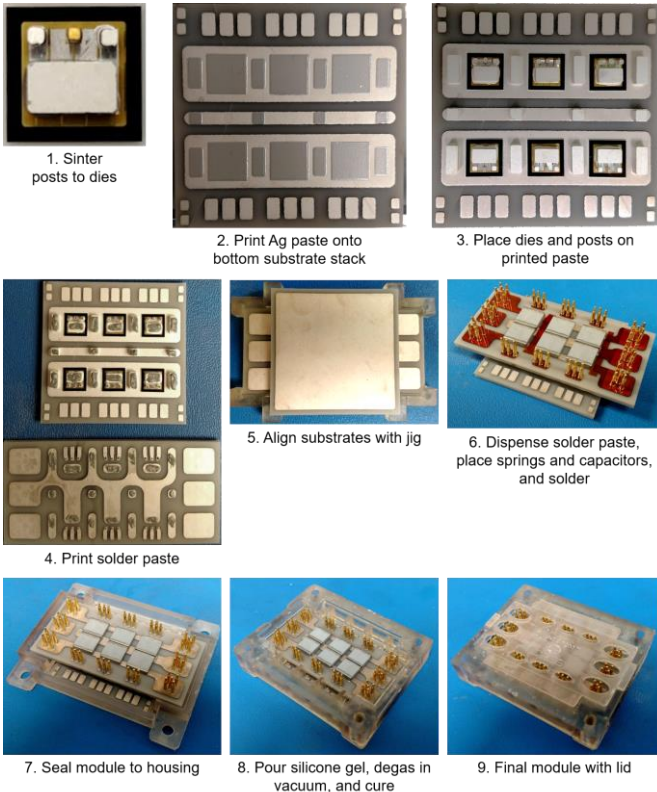 1. Sinter
posts to dies
2. Print Ag paste onto
bottom substrate stack
3. Place dies and posts on
printed paste
4. Print solder paste
5. Align substrates with jig
6. Dispense solder paste,
place springs and capacitors,
and solder
7. Seal module to housing
8. Pour silicone gel, degas in
vacuum, and cure
9. Final module with lid